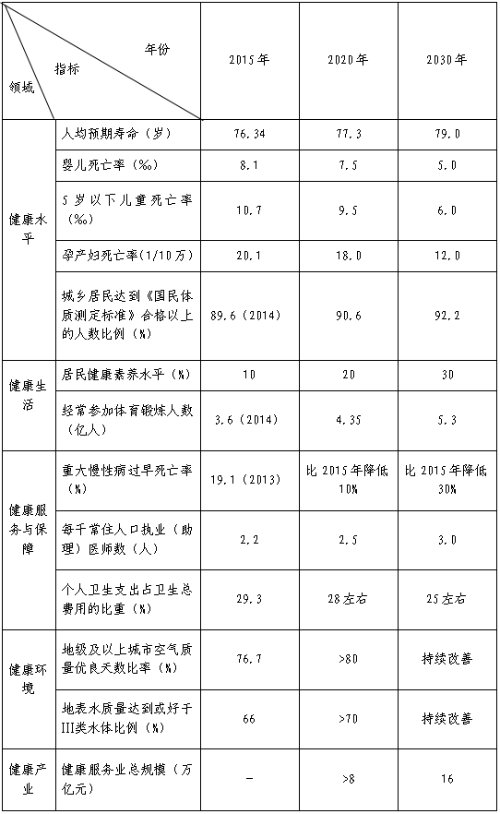 年份
指标
领域
2015年
2020年
2030年
健康水
平
人均预期寿命（岁）
76.34
77.3
79.0
婴儿死亡率（‰）
8.1
7.5
5.0
5岁以下儿童死亡率
（‰）
10.7
9.5
6.0
孕产妇死亡率(1/10万)
20.1
18.0
12.0
城乡居民达到《国民体
质测定标准》合格以上
的人数比例（%）
89.6（2014）
90.6
92.2
健康生
活
居民健康素养水平（%）
10
20
30
经常参加体育锻炼人数
（亿人）
3.6（2014）
4.35
5.3
健康服
务与保
障
重大慢性病过早死亡率
（%）
19.1（2013）
比2015年降低
10%
比2015年降低
30%
每千常住人口执业（助
理）医师数（人）
2.2
2.5
3.0
个人卫生支出占卫生总
费用的比重（%）
29.3
28左右
25左右
健康环
境
地级及以上城市空气质
量优良天数比率（%）
76.7
>80
持续改善
地表水质量达到或好于
III类水体比例（%）
66
>70
持续改善
健康产
业
健康服务业总规模（万
亿元）
-
>8
16